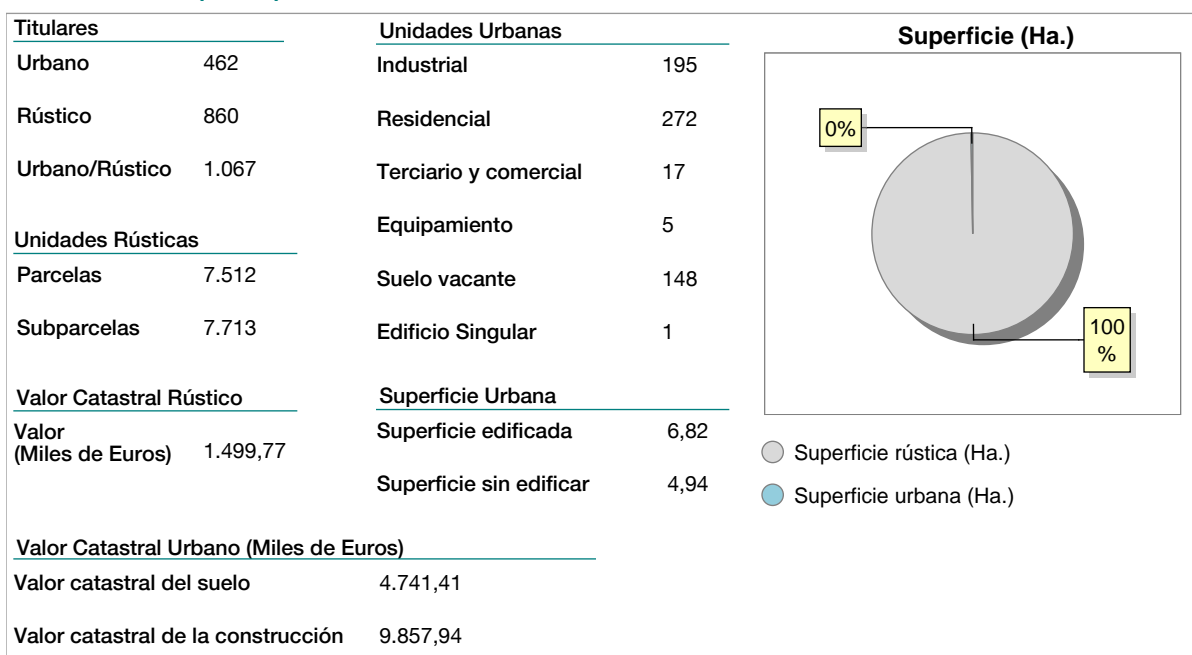 Titulares
Urbano 462
Rústico 860
Urbano/Rústico 1.067
Unidades Rústicas
Parcelas 7.512
Subparcelas 7.713
Valor Catastral Rústico
Valor
(Miles de Euros) 1.499,77
Unidades Urbanas
Industrial 195
Residencial 272
Terciario y comercial 17
Equipamiento 5
Suelo vacante 148
Edificio Singular 1
Superficie Urbana
Superficie edificada 6,82
Superficie sin edificar 4,94
Valor Catastral Urbano (Miles de Euros)
Valor catastral del suelo 4.741,41
Valor catastral de la construcción 9.857,94
Superficie (Ha.)
0%
100
%
Superficie rústica (Ha.)
Superficie urbana (Ha.)